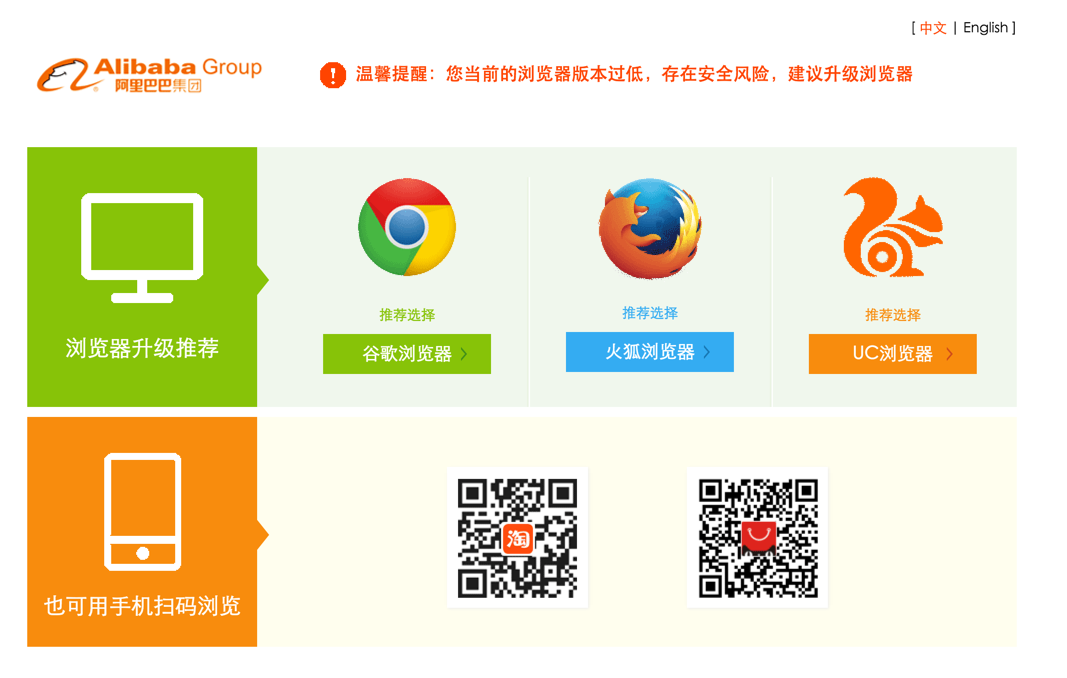 [ 中文 | English ]
Alibaba Group
阿里巴巴集团
温馨提醒：您当前的浏览器版本过低，存在安全风险，建议升级浏览器
浏览器升级推荐
推荐选择
谷歌浏览器
推荐选择
火狐浏览器
推荐选择
UC浏览器
也可用手机扫码浏览
淘